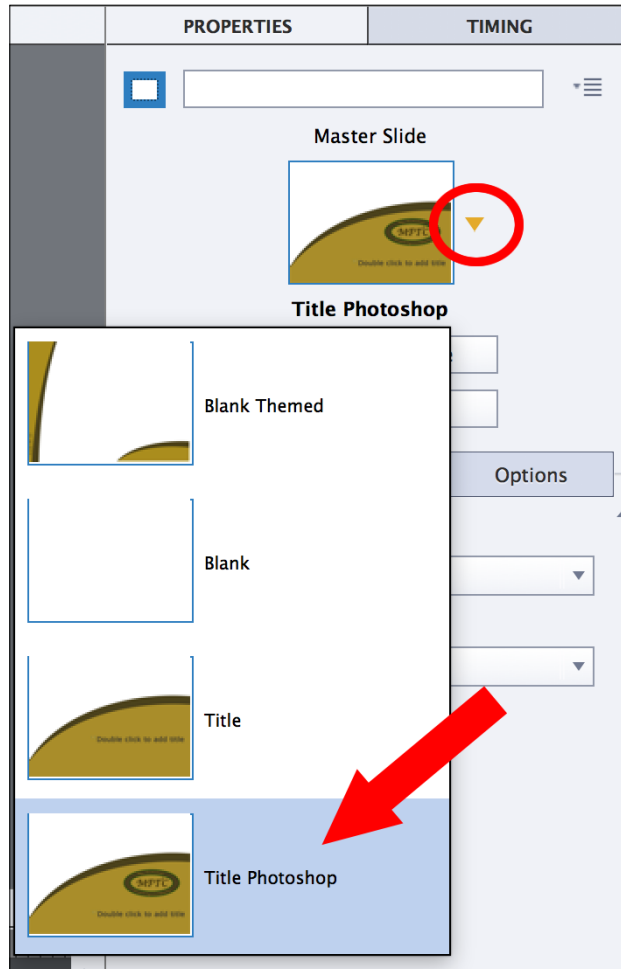 PROPERTIES TIMING
Master Slide
MFTC
Double click to add title
Title Photoshop
Blank Themed
Options
Blank
Title
Double click to add title
MFTC
Title Photoshop
Double click to add title